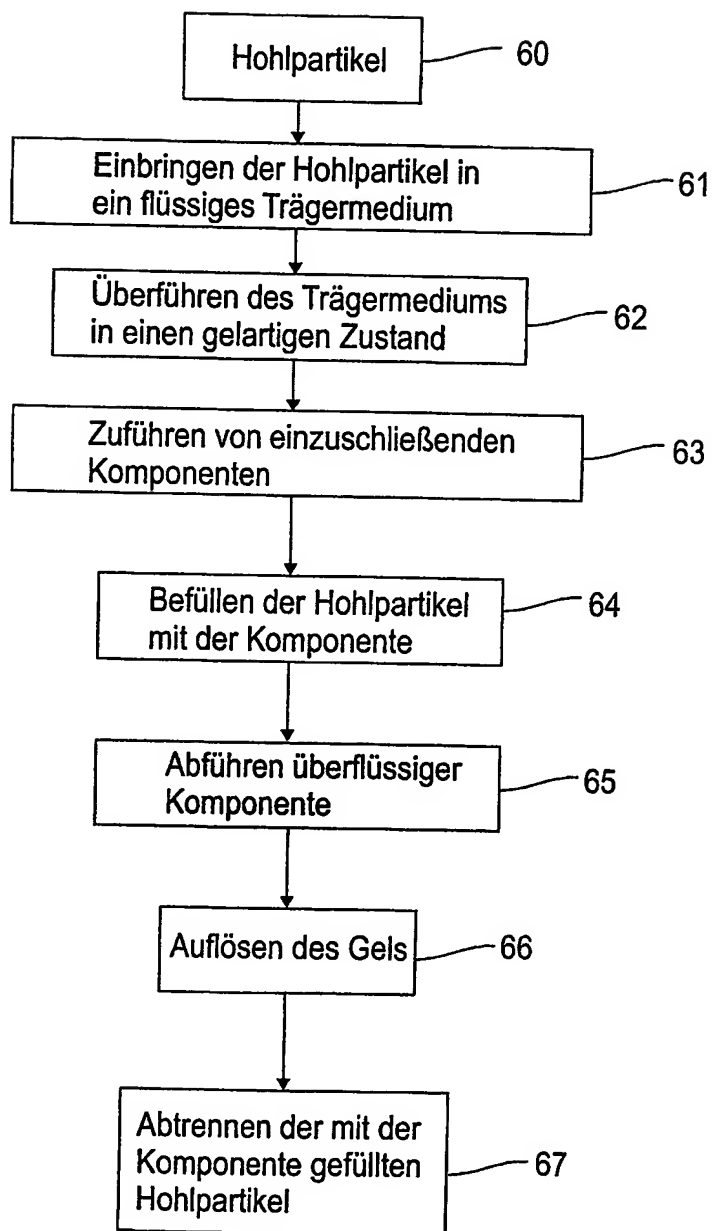 Hohlpartikel
60
Einbringen der Hohlpartikel in
ein flüssiges Trägermedium
61
Überführen des Trägermediums
in einen gelartigen Zustand
62
Zuführen von einzuschließenden
Komponenten
63
Befüllen der Hohlpartikel
mit der Komponente
64
Abführen überflüssiger
Komponente
65
Auflösen des Gels
66
Abtrennen der mit der
Komponente gefüllten
Hohlpartikel
67